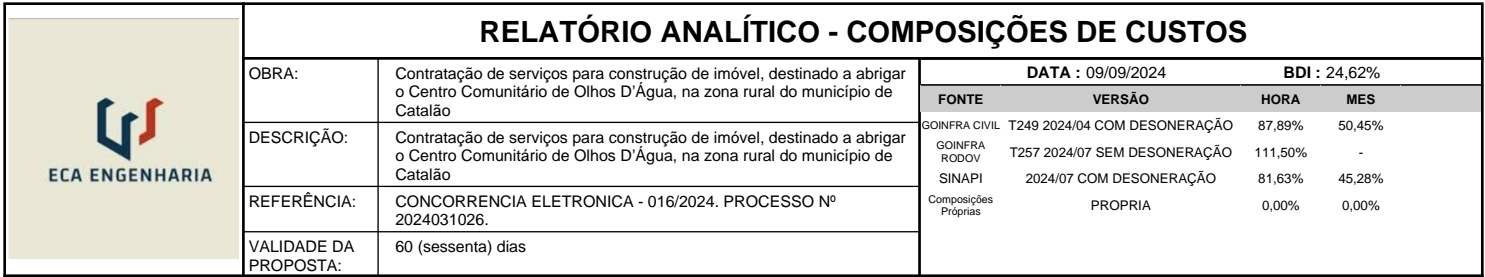 ECA ENGENHARIA
RELATÓRIO ANALÍTICO - COMPOSIÇÕES DE CUSTOS
OBRA:
Contratação de serviços para construção de imóvel, destinado a abrigar
o Centro Comunitário de Olhos D'Água, na zona rural do município de
Catalão
DESCRIÇÃO:
Contratação de serviços para construção de imóvel, destinado a abrigar
o Centro Comunitário de Olhos D'Água, na zona rural do município de
Catalão
REFERÊNCIA:
CONCORRENCIA ELETRONICA - 016/2024. PROCESSO Nº
2024031026.
VALIDADE DA
PROPOSTA:
60 (sessenta) dias
DATA : 09/09/2024 BDI : 24,62%
FONTE VERSÃO HORA MES
GOINFRA CIVIL T249 2024/04 COM DESONERAÇÃO 87,89% 50,45%
GOINFRA
RODOV T257 2024/07 SEM DESONERAÇÃO 111,50% -
SINAPI 2024/07 COM DESONERAÇÃO 81,63% 45,28%
Composições
Próprias PROPRIA 0,00% 0,00%